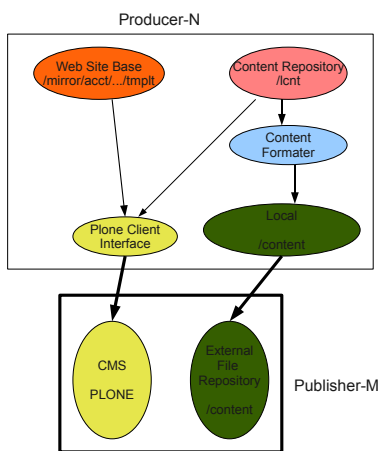 Producer-N
Web Site Base
/mirror/acct/.../tmplt
Content Repository
/lcnt
Content
Formater
Plone Client
Interface
Local
/content
CMS
PLONE
External
File
Repository
/content
Publisher-M